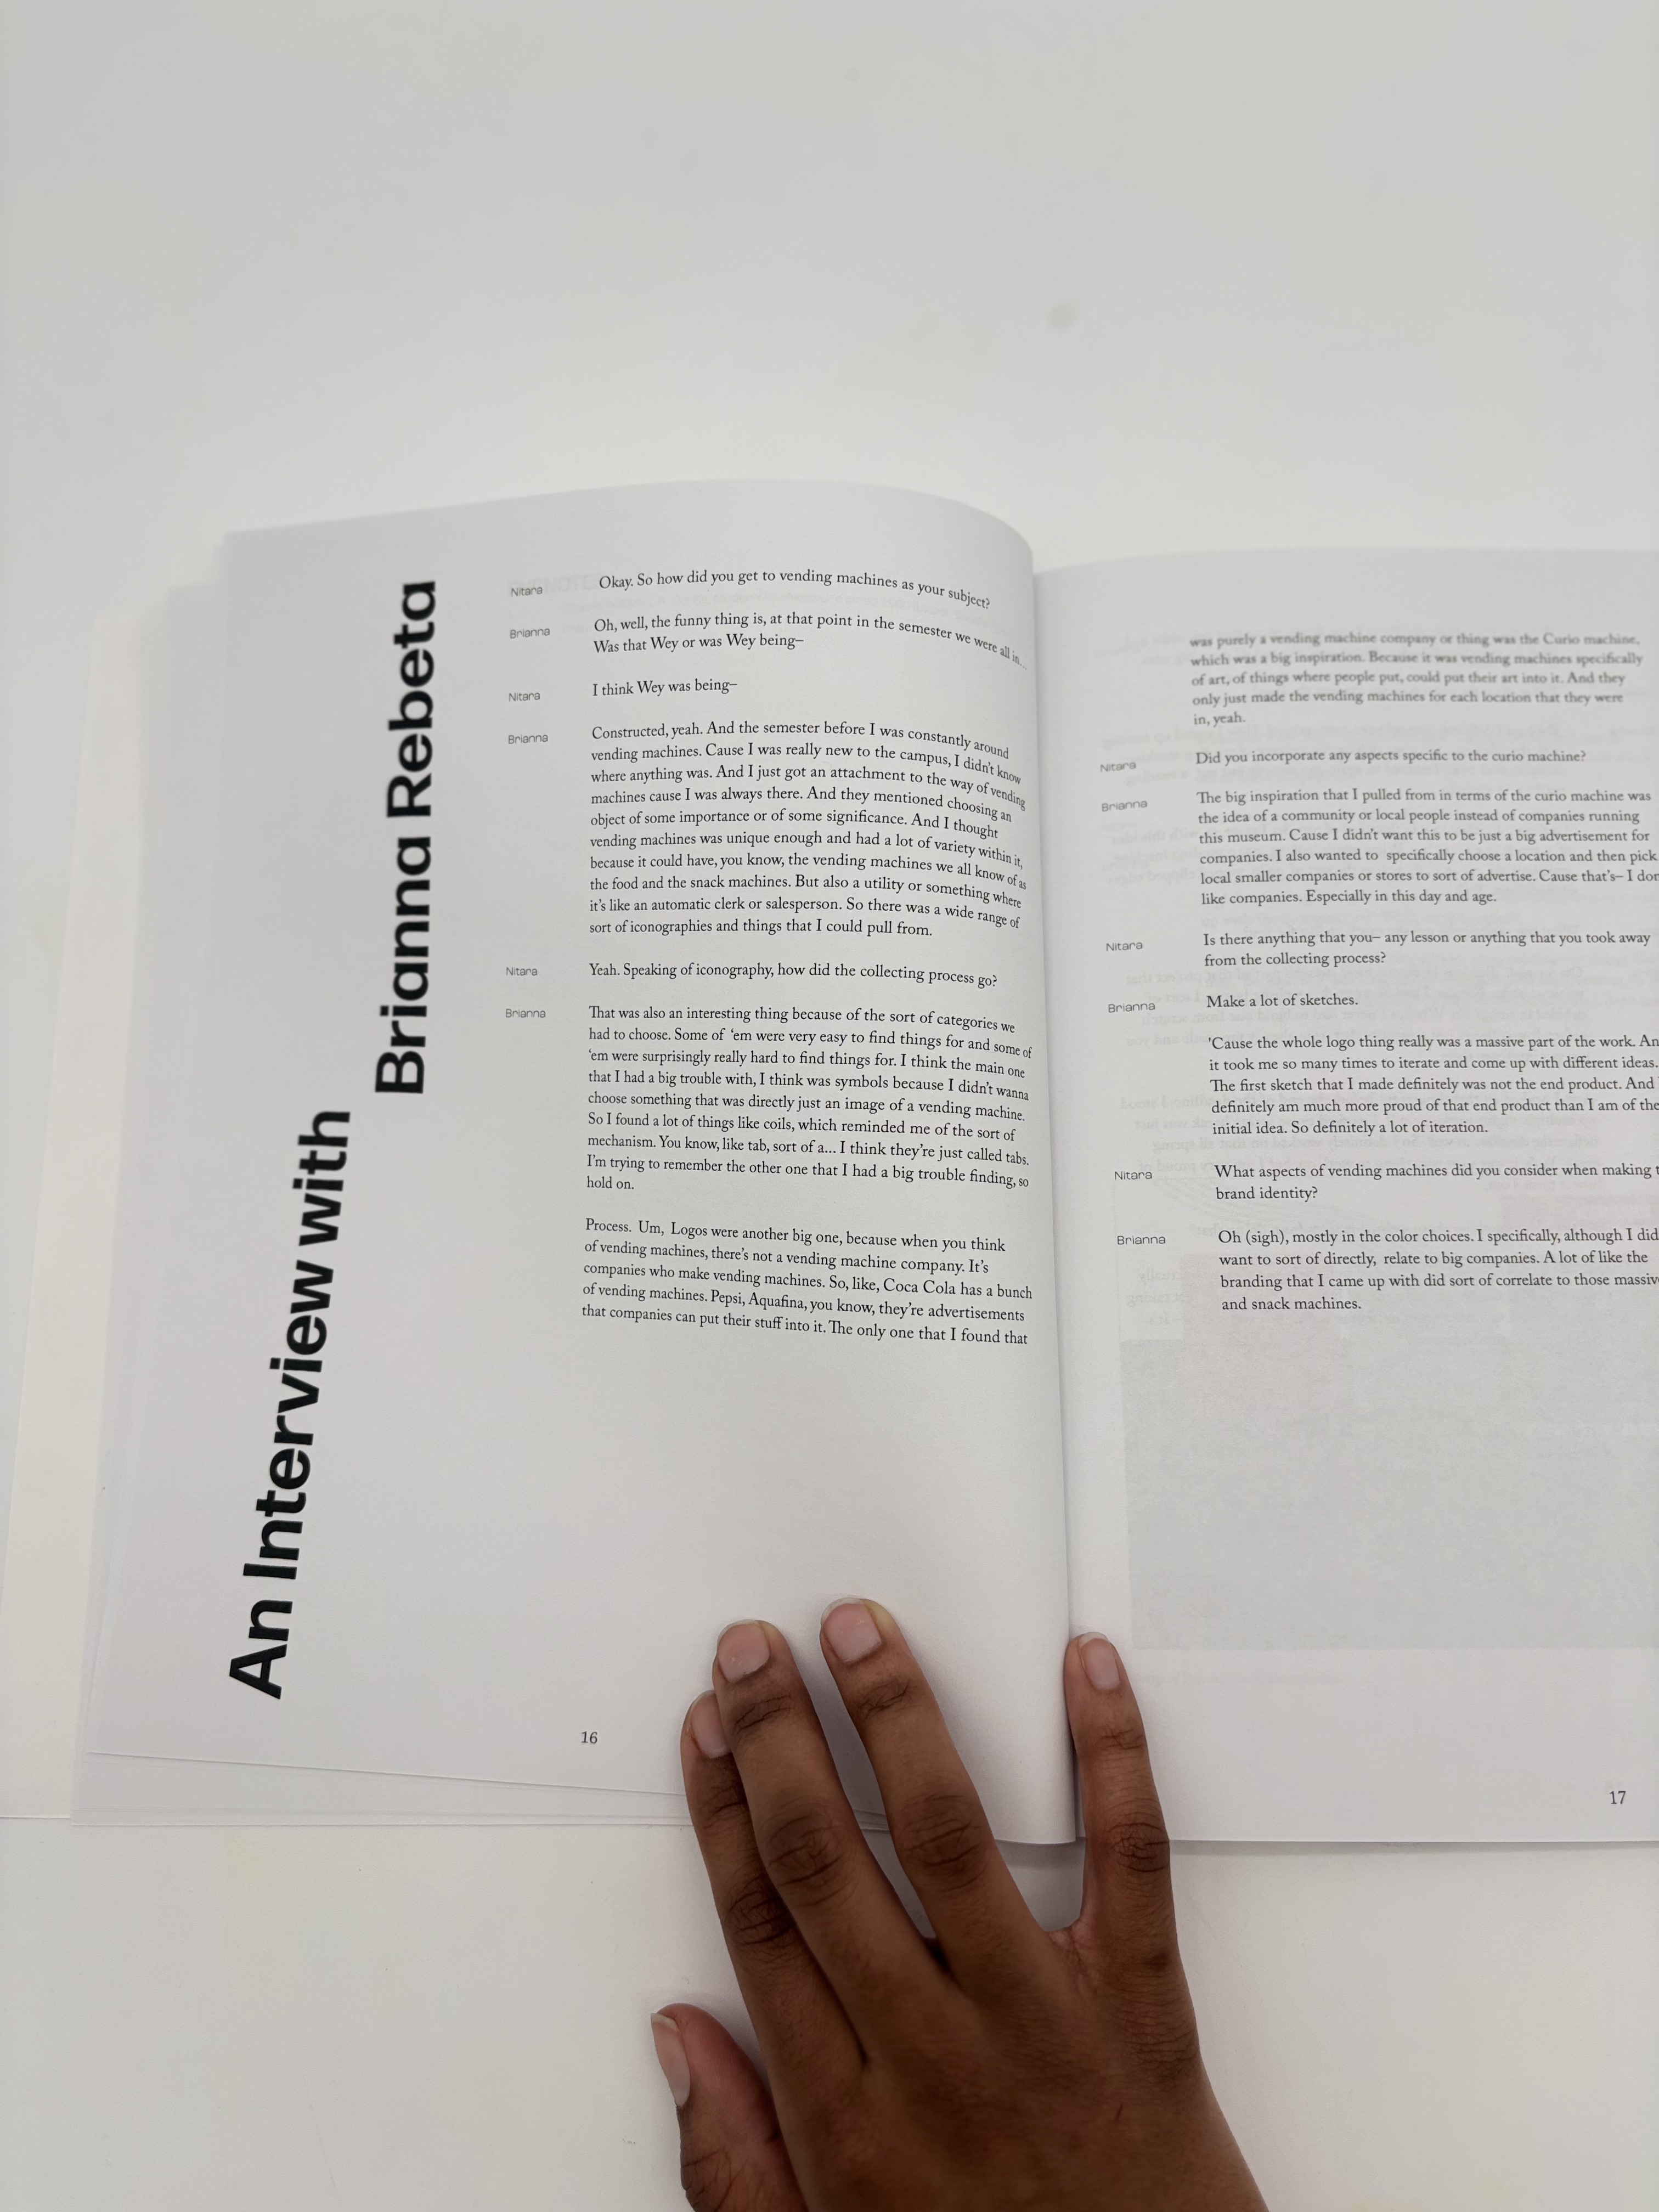 An Interview with
Brianna Rebeta
Nitara
Okay. So how did you get to vending machines as your subject?
Brianna
Oh, well, the funny thing is, at that point in the semester we were all in...
Was that Wey or was Wey being–
Nitara
I think Wey was being–
Brianna
Constructed, yeah. And the semester before I was constantly around
vending machines. Cause I was really new to the campus, I didn't know
where anything was. And I just got an attachment to the way of vending
machines cause I was always there. And they mentioned choosing an
object of some importance or of some significance. And I thought
vending machines was unique enough and had a lot of variety within it,
because it could have, you know, the vending machines we all know of as
the food and the snack machines. But also a utility or something where
it's like an automatic clerk or salesperson. So there was a wide range of
sort of iconographies and things that I could pull from.
Nitara
Yeah. Speaking of iconography, how did the collecting process go?
Brianna
That was also an interesting thing because of the sort of categories we
had to choose. Some of ‘em were very easy to find things for and some of
‘em were surprisingly really hard to find things for. I think the main one
that I had a big trouble with, I think was symbols because I didn't wanna
choose something that was directly just an image of a vending machine.
So I found a lot of things like coils, which reminded me of the sort of
mechanism. You know, like tab, sort of a... I think they're just called tabs.
I'm trying to remember the other one that I had a big trouble finding, so
hold on.
Process. Um, Logos were another big one, because when you think
of vending machines, there's not a vending machine company. It's
companies who make vending machines. So, like, Coca Cola has a bunch
of vending machines. Pepsi, Aquafina, you know, they're advertisements
that companies can put their stuff into it. The only one that I found that
16
was purely a vending machine company or thing was the Curio machine,
which was a big inspiration. Because it was vending machines specifically
of art, of things where people put, could put their art into it. And they
only just made the vending machines for each location that they were
in, yeah.
Nitara
Did you incorporate any aspects specific to the curio machine?
Brianna
The big inspiration that I pulled from in terms of the curio machine was
the idea of a community or local people instead of companies running
this museum. Cause I didn't want this to be just a big advertisement for
companies. I also wanted to specifically choose a location and then pick
local smaller companies or stores to sort of advertise. Cause that's– I
like companies. Especially in this day and age.
Nitara
Is there anything that you– any lesson or anything that you took away
from the collecting process?
Brianna
Make a lot of sketches.
'Cause the whole logo thing really was a massive part of the work.
it took me so many times to iterate and come up with different ideas.
The first sketch that I made definitely was not the end product. And
definitely am much more proud of that end product than I am of the
initial idea. So definitely a lot of iteration.
Nitara
What aspects of vending machines did you consider when making
brand identity?
Brianna
Oh (sigh), mostly in the color choices. I specifically, although I
want to sort of directly, relate to big companies. A lot of like the
branding that I came up with did sort of correlate to those
and snack machines.
17